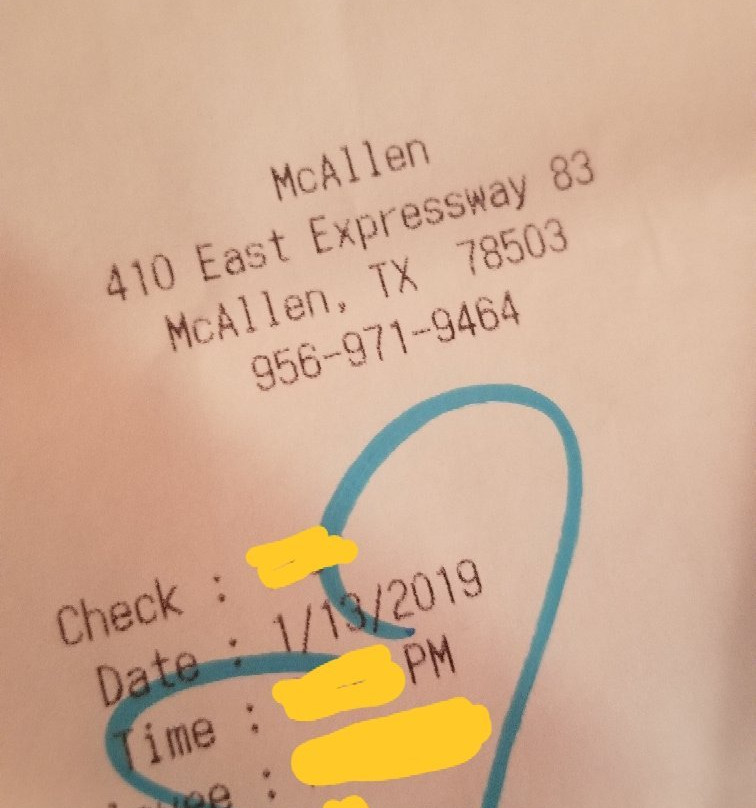 McAllen
410 East Expressway 83
McAllen, TX 78503
956-971-9464
Check :
Date : 1/13/2019
Time : PM
: